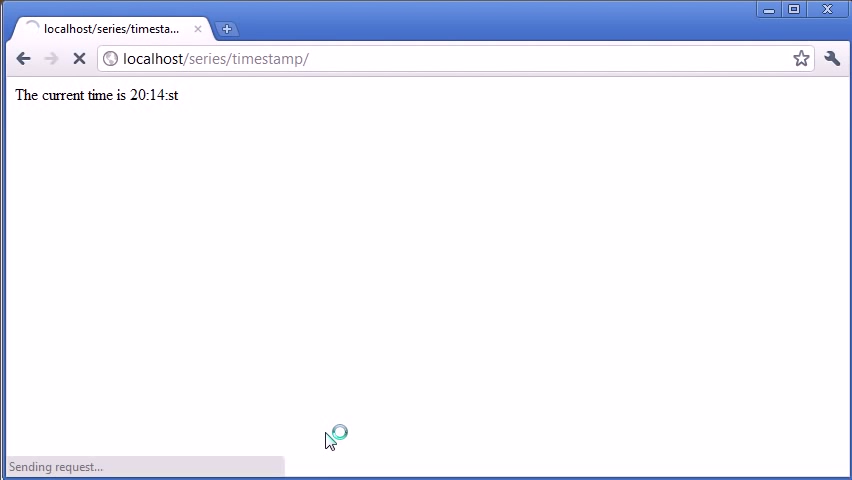 localhost/series/timesta...
localhost/series/timestamp/
The current time is 20:14:st
Sending request...